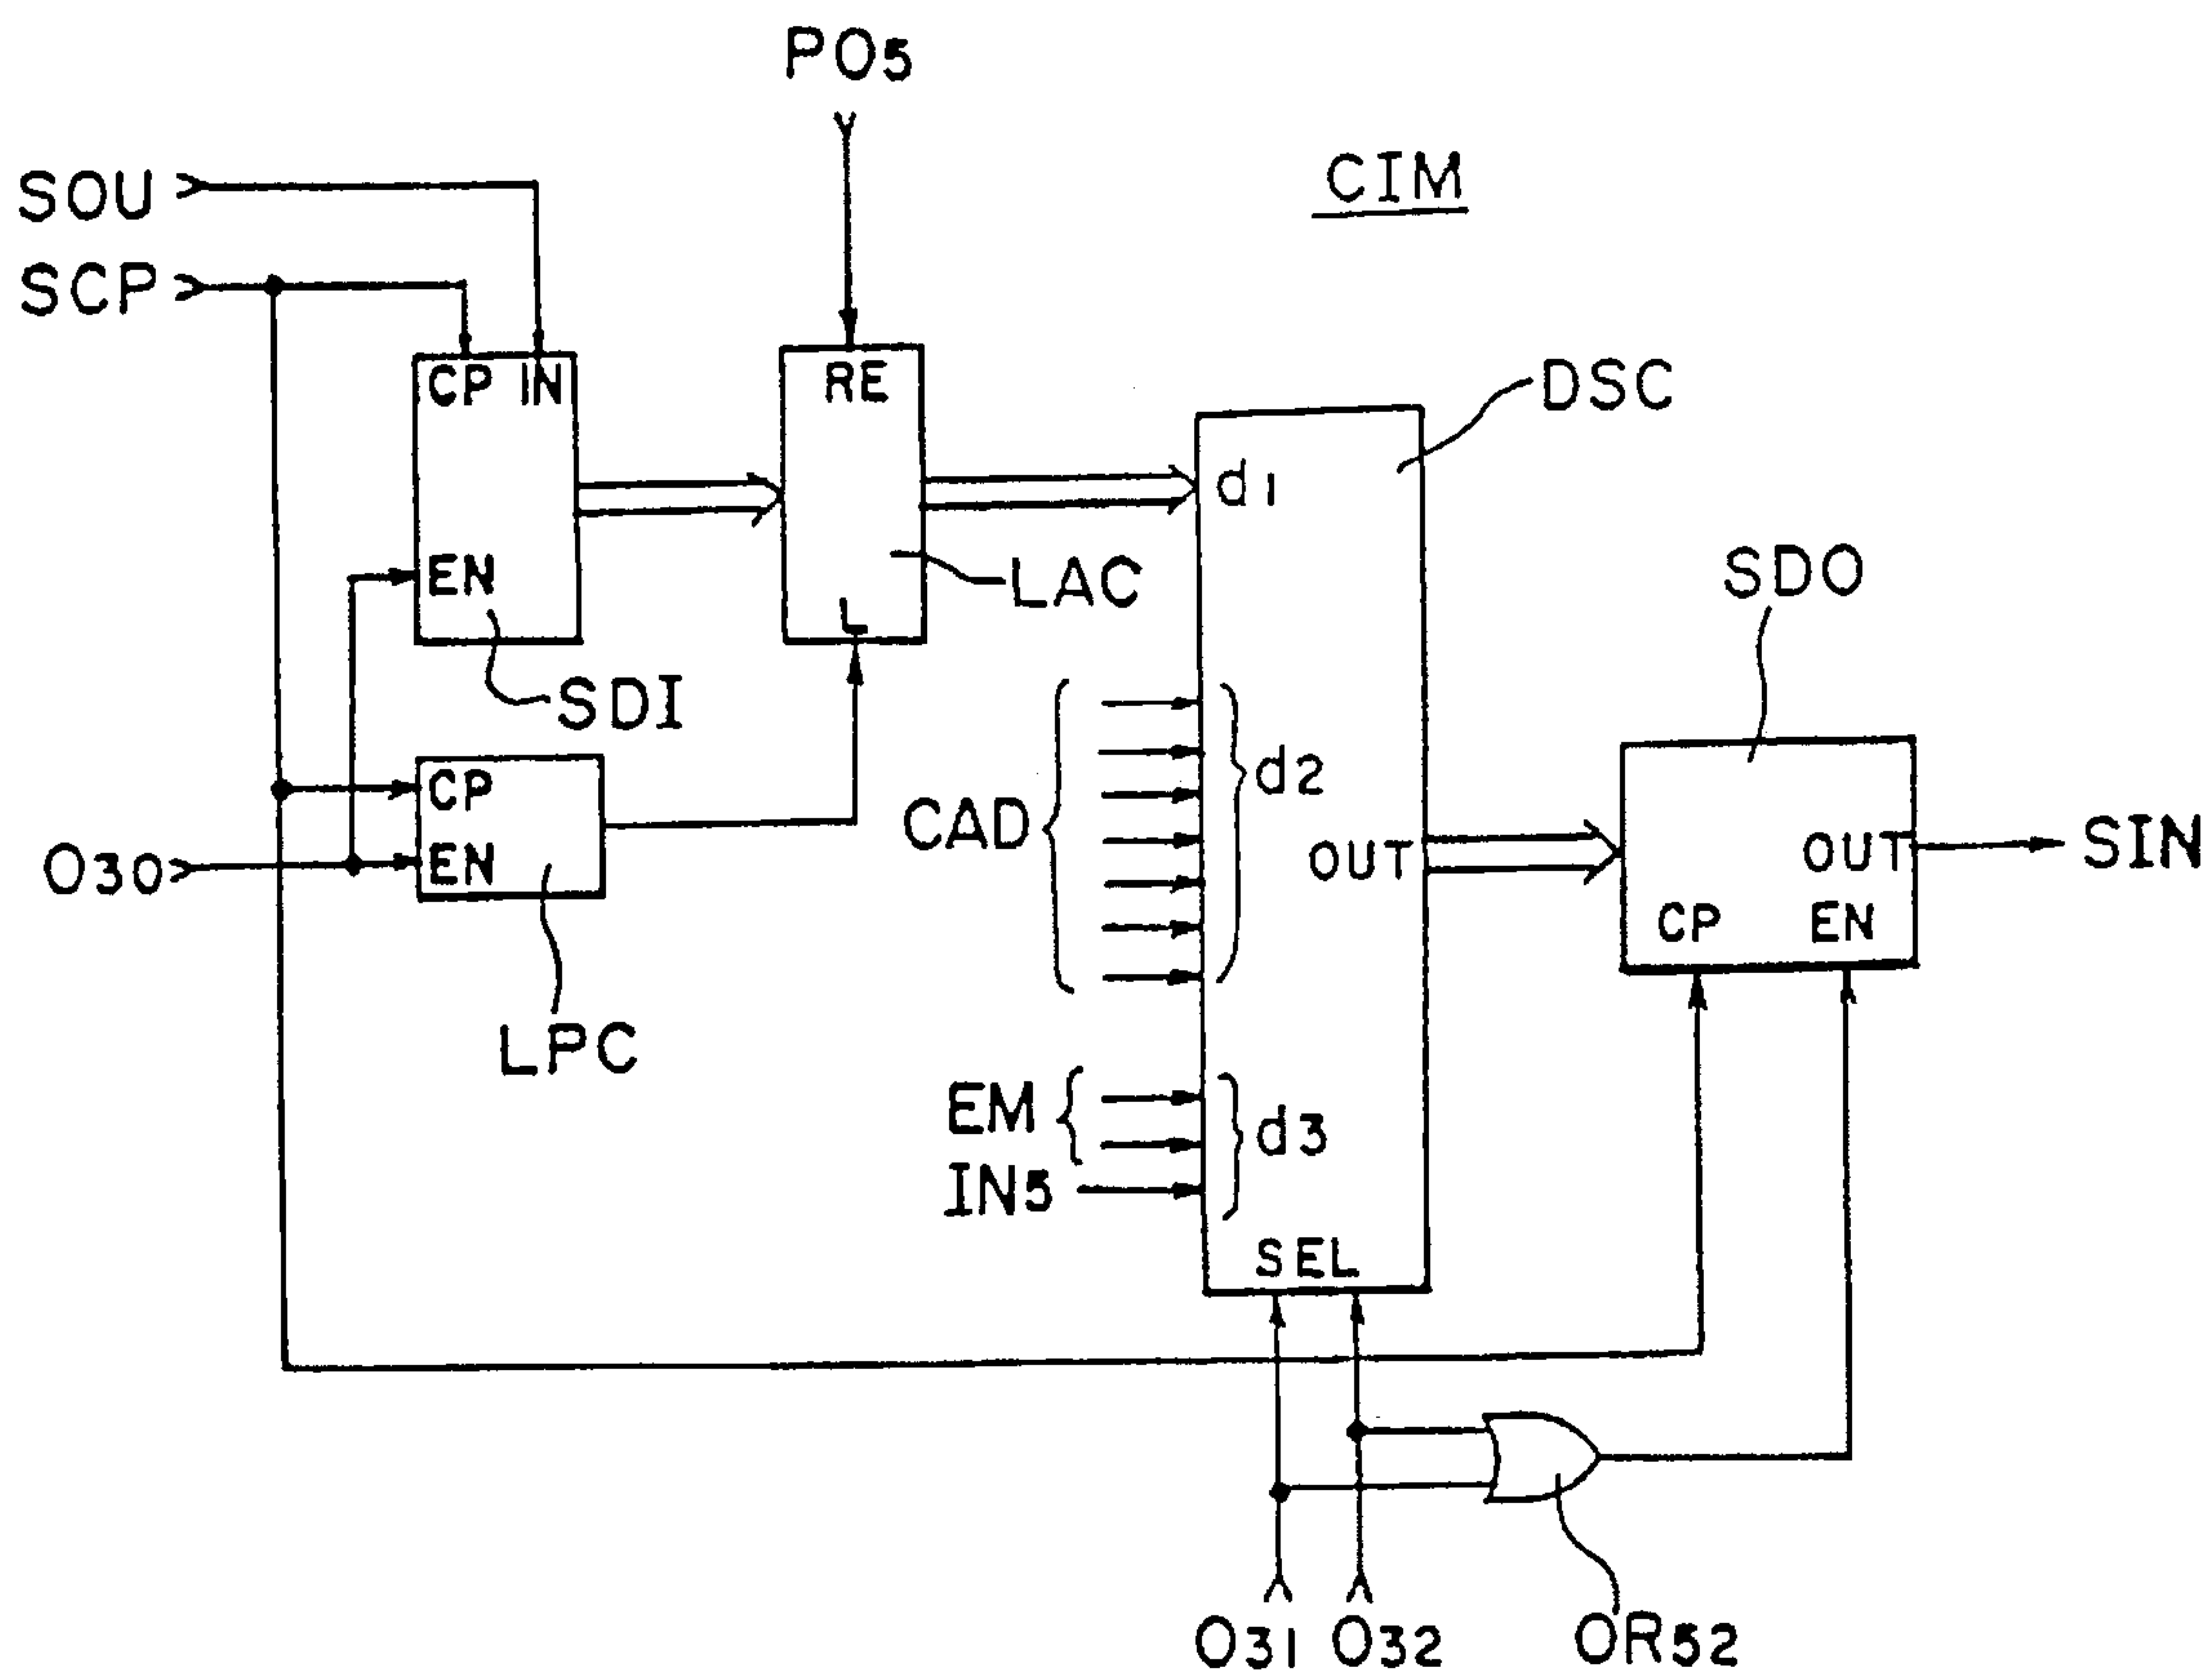 PO5
CIM
SOU
SCP
CP IN
RE
DSC
d1
EN
LAC
SDO
L
SDI
CP
d2
CAD
OUT
OUT
SIN
O30
EN
CP
EN
LPC
EM
d3
IN5
SEL
O31
O32
OR52